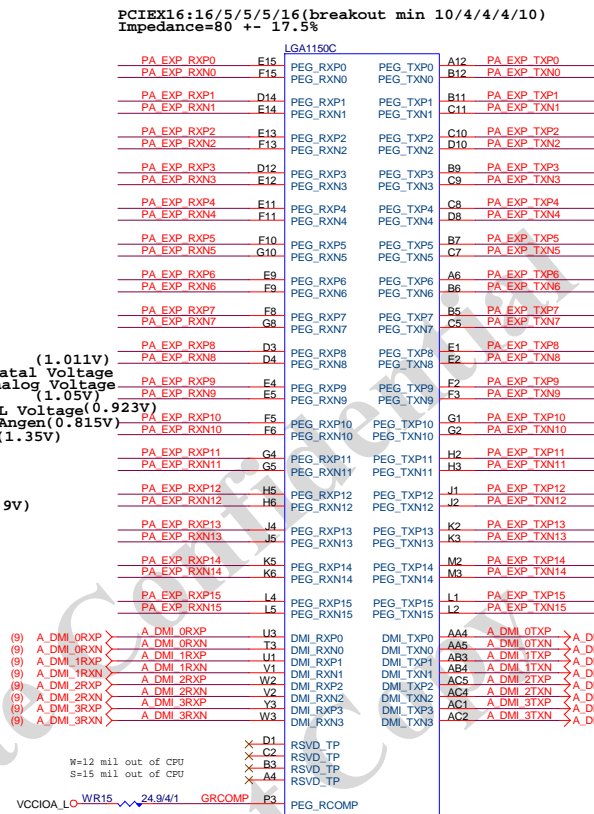 PCIEX16:16/5/5/5/16(breakout min 10/4/4/4/10)
Impedance=80 +- 17.5%
LGA1150C
PA_EXP_RXP0 E15 PEG_RXP0 PEG_TXP0 A12 PA_EXP_TXP0
PA_EXP_RXN0 F15 PEG_RXN0 PEG_TXN0 B12 PA_EXP_TXN0
PA_EXP_RXP1 D14 PEG_RXP1 PEG_TXP1 B11 PA_EXP_TXP1
PA_EXP_RXN1 E14 PEG_RXN1 PEG_TXN1 C11 PA_EXP_TXN1
PA_EXP_RXP2 E13 PEG_RXP2 PEG_TXP2 C10 PA_EXP_TXP2
PA_EXP_RXN2 F13 PEG_RXN2 PEG_TXN2 D10 PA_EXP_TXN2
PA_EXP_RXP3 D12 PEG_RXP3 PEG_TXP3 B9 PA_EXP_TXP3
PA_EXP_RXN3 E12 PEG_RXN3 PEG_TXN3 C9 PA_EXP_TXN3
PA_EXP_RXP4 E11 PEG_RXP4 PEG_TXP4 C8 PA_EXP_TXP4
PA_EXP_RXN4 F11 PEG_RXN4 PEG_TXN4 D8 PA_EXP_TXN4
PA_EXP_RXP5 F10 PEG_RXP5 PEG_TXP5 B7 PA_EXP_TXP5
PA_EXP_RXN5 G10 PEG_RXN5 PEG_TXN5 C7 PA_EXP_TXN5
PA_EXP_RXP6 E9 PEG_RXP6 PEG_TXP6 A6 PA_EXP_TXP6
PA_EXP_RXN6 F9 PEG_RXN6 PEG_TXN6 B6 PA_EXP_TXN6
PA_EXP_RXP7 F8 PEG_RXP7 PEG_TXP7 B5 PA_EXP_TXP7
PA_EXP_RXN7 G8 PEG_RXN7 PEG_TXN7 C5 PA_EXP_TXN7
(1.011V) PA_EXP_RXP8 D3 PEG_RXP8 PEG_TXP8 E1 PA_EXP_TXP8
atal Voltage PA_EXP_RXN8 D4 PEG_RXN8 PEG_TXN8 E2 PA_EXP_TXN8
nalog Voltage PA_EXP_RXP9 E4 PEG_RXP9 PEG_TXP9 F2 PA_EXP_TXP9
(1.05V) PA_EXP_RXN9 E5 PEG_RXN9 PEG_TXN9 F3 PA_EXP_TXN9
L Voltage(0.923V)
Angen(0.815V) PA_EXP_RXP10 F5 PEG_RXP10 PEG_TXP10 G1 PA_EXP_TXP10
(1.35V) PA_EXP_RXN10 F6 PEG_RXN10 PEG_TXN10 G2 PA_EXP_TXN10
PA_EXP_RXP11 G4 PEG_RXP11 PEG_TXP11 H2 PA_EXP_TXP11
PA_EXP_RXN11 G5 PEG_RXN11 PEG_TXN11 H3 PA_EXP_TXN11
PA_EXP_RXP12 H5 PEG_RXP12 PEG_TXP12 J1 PA_EXP_TXP12
9V) PA_EXP_RXN12 H6 PEG_RXN12 PEG_TXN12 J2 PA_EXP_TXN12
PA_EXP_RXP13 J4 PEG_RXP13 PEG_TXP13 K2 PA_EXP_TXP13
PA_EXP_RXN13 J5 PEG_RXN13 PEG_TXN13 K3 PA_EXP_TXN13
PA_EXP_RXP14 K5 PEG_RXP14 PEG_TXP14 M2 PA_EXP_TXP14
PA_EXP_RXN14 K6 PEG_RXN14 PEG_TXN14 M3 PA_EXP_TXN14
PA_EXP_RXP15 L4 PEG_RXP15 PEG_TXP15 L1 PA_EXP_TXP15
PA_EXP_RXN15 L5 PEG_RXN15 PEG_TXN15 L2 PA_EXP_TXN15
(9) A_DMI_0RXP A_DMI_0RXP U3 DMI_RXP0 DMI_TXP0 AA4 A_DMI_0TXP A_D
(9) A_DMI_0RXN A_DMI_0RXN T3 DMI_RXN0 DMI_TXN0 AA5 A_DMI_0TXN A_D
(9) A_DMI_1RXP A_DMI_1RXP U1 DMI_RXP1 DMI_TXP1 AB3 A_DMI_1TXP A_D
(9) A_DMI_1RXN A_DMI_1RXN V1 DMI_RXN1 DMI_TXN1 AB4 A_DMI_1TXN A_D
(9) A_DMI_2RXP A_DMI_2RXP W2 DMI_RXP2 DMI_TXP2 AC5 A_DMI_2TXP A_D
(9) A_DMI_2RXN A_DMI_2RXN V2 DMI_RXN2 DMI_TXN2 AC4 A_DMI_2TXN A_D
(9) A_DMI_3RXP A_DMI_3RXP Y3 DMI_RXP3 DMI_TXP3 AC1 A_DMI_3TXP A_D
(9) A_DMI_3RXN A_DMI_3RXN W3 DMI_RXN3 DMI_TXN3 AC2 A_DMI_3TXN A_D
D1 RSVD_TP
C2 RSVD_TP
W=12 mil out of CPU B3 RSVD_TP
S=15 mil out of CPU A4 RSVD_TP
VCCIOA_L WR15 24.9/4/1 GRCOMP P3 PEG_RCOMP
te Confidential
t Copy